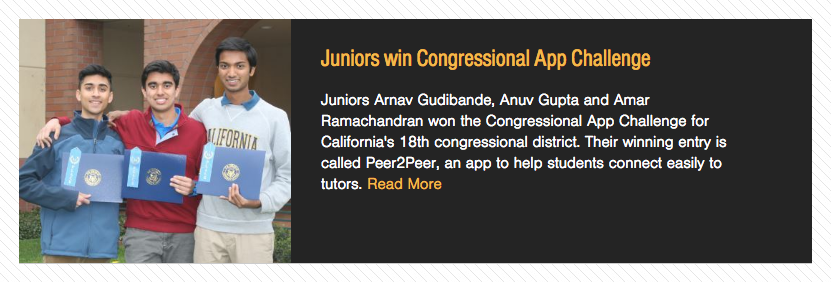 Juniors win Congressional App Challenge
Juniors Arnav Gudibande, Anuv Gupta and Amar
Ramachandran won the Congressional App Challenge for
California's 18th congressional district. Their winning entry is
called Peer2Peer, an app to help students connect easily to
tutors. Read More
ALIFORNIA